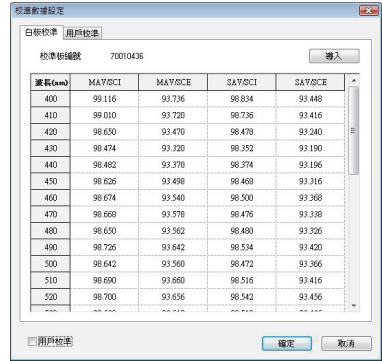 校準數據設定
白板校準 用戶校準
校準板編號 70010436 導入
波長(nm) MAV/SCI MAV/SCE SAV/SCI SAV/SCE
400 99.116 93.736 98.834 93.448
410 99.010 93.720 98.736 93.416
420 98.650 93.470 98.478 93.240
430 98.474 93.320 98.352 93.190
440 98.482 93.370 98.374 93.196
450 98.626 93.498 98.468 93.316
460 98.674 93.540 98.500 93.368
470 98.668 93.578 98.476 93.338
480 98.650 93.562 98.480 93.326
490 98.726 93.642 98.534 93.420
500 98.642 93.560 98.472 93.366
510 98.690 93.660 98.516 93.416
520 98.700 93.656 98.542 93.456
用戶校準 確定 取消